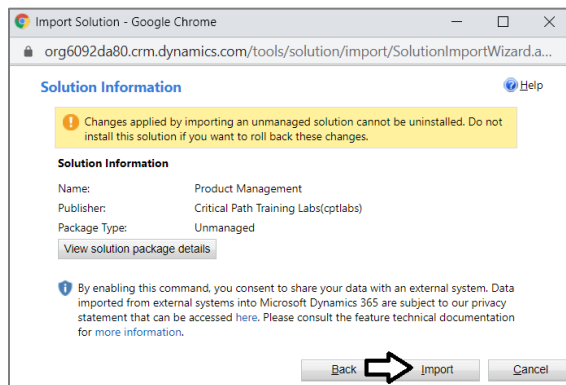 Import Solution - Google Chrome
org6092da80.crm.dynamics.com/tools/solution/import/SolutionImportWizard.a...
Solution Information
Help
Changes applied by importing an unmanaged solution cannot be uninstalled. Do not
install this solution if you want to roll back these changes.
Solution Information
Name: Product Management
Publisher: Critical Path Training Labs(cptlabs)
Package Type: Unmanaged
View solution package details
By enabling this command, you consent to share your data with an external system. Data
imported from external systems into Microsoft Dynamics 365 are subject to our privacy
statement that can be accessed here. Please consult the feature technical documentation
for more information.
Back Import Cancel